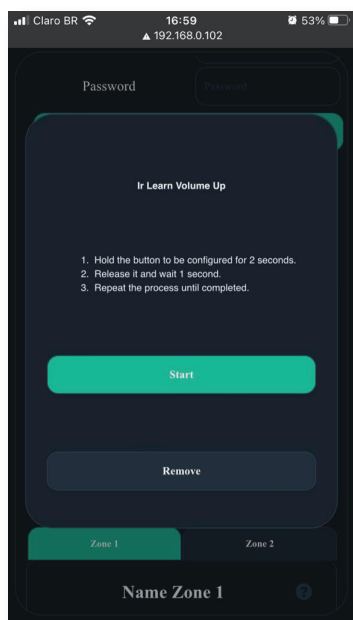 Claro BR 16:59 53%
192.168.0.102
Password Password
Ir Learn Volume Up
1. Hold the button to be configured for 2 seconds.
2. Release it and wait 1 second.
3. Repeat the process until completed.
Start
Remove
Zone 1 Zone 2
Name Zone 1 ?